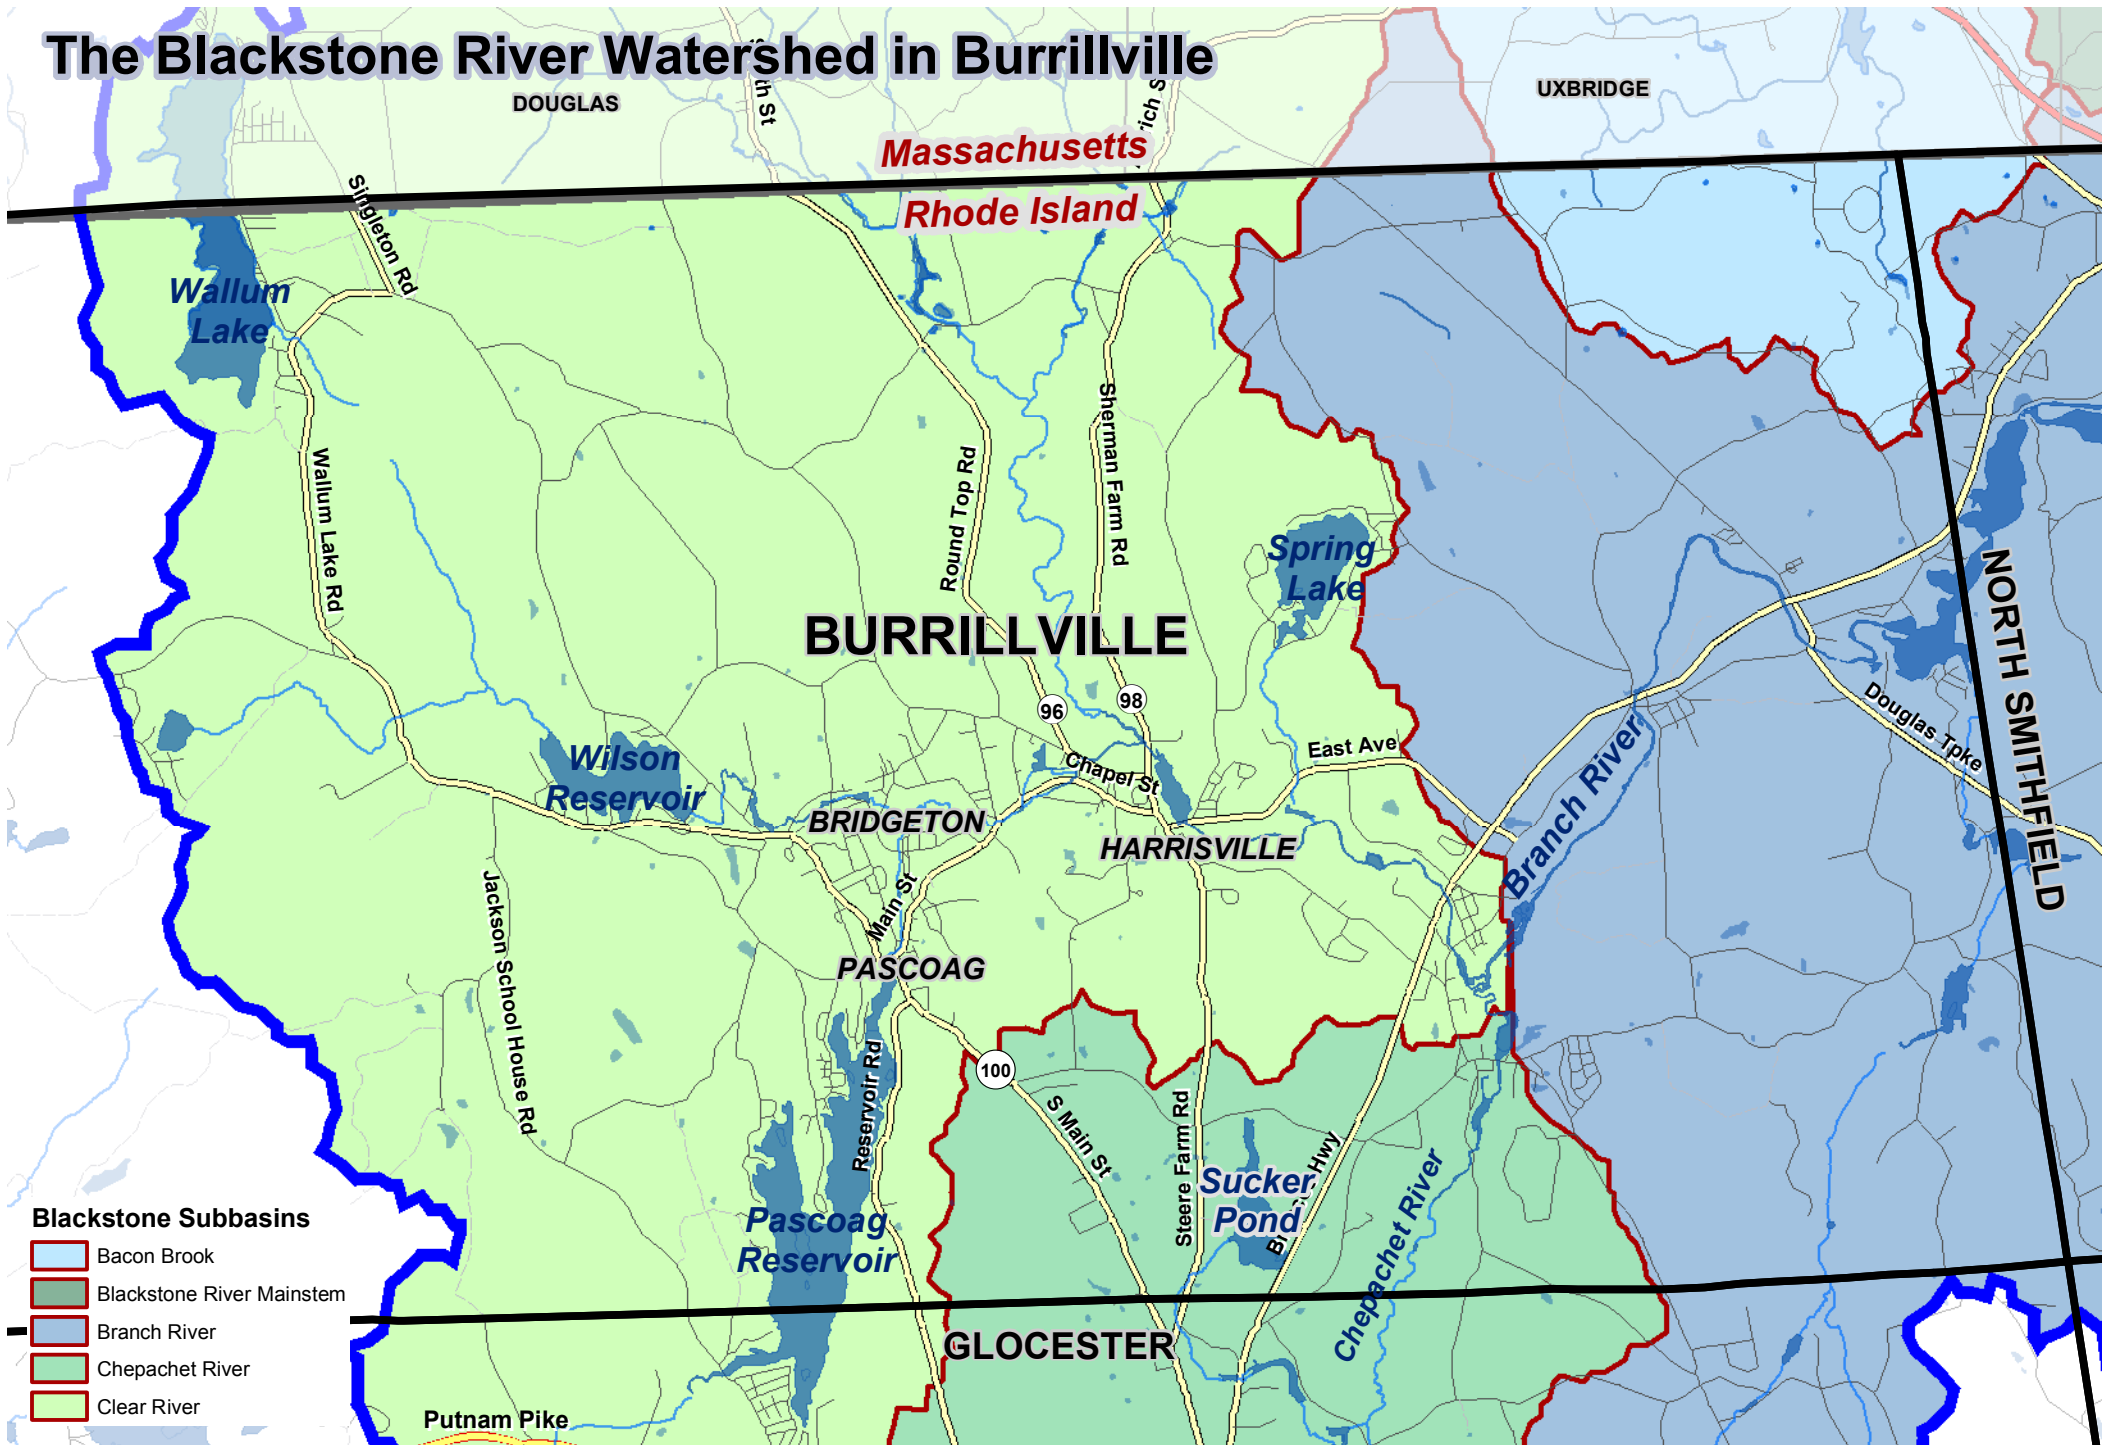 The Blackstone River Watershed in Burrillville
DOUGLAS
UXBRIDGE
Massachusetts
Rhode Island
Singleton Rd
Wallum
Lake
Wallum Lake Rd
Round Top Rd
Sherman Farm Rd
Spring
Lake
BURRILLVILLE
NORTH SMITHFIELD
96
98
Douglas Tpke
East Ave
Chapel St
Wilson
Reservoir
BRIDGETON
HARRISVILLE
Branch River
Main St
Jackson School House Rd
PASCOAG
Reservoir Rd
100
S Main St
Steere Farm Rd
Sucker
Pond
Hwy
Chepachet River
Pascoag
Reservoir
GLOCESTER
Putnam Pike
Blackstone Subbasins
Bacon Brook
Blackstone River Mainstem
Branch River
Chepachet River
Clear River